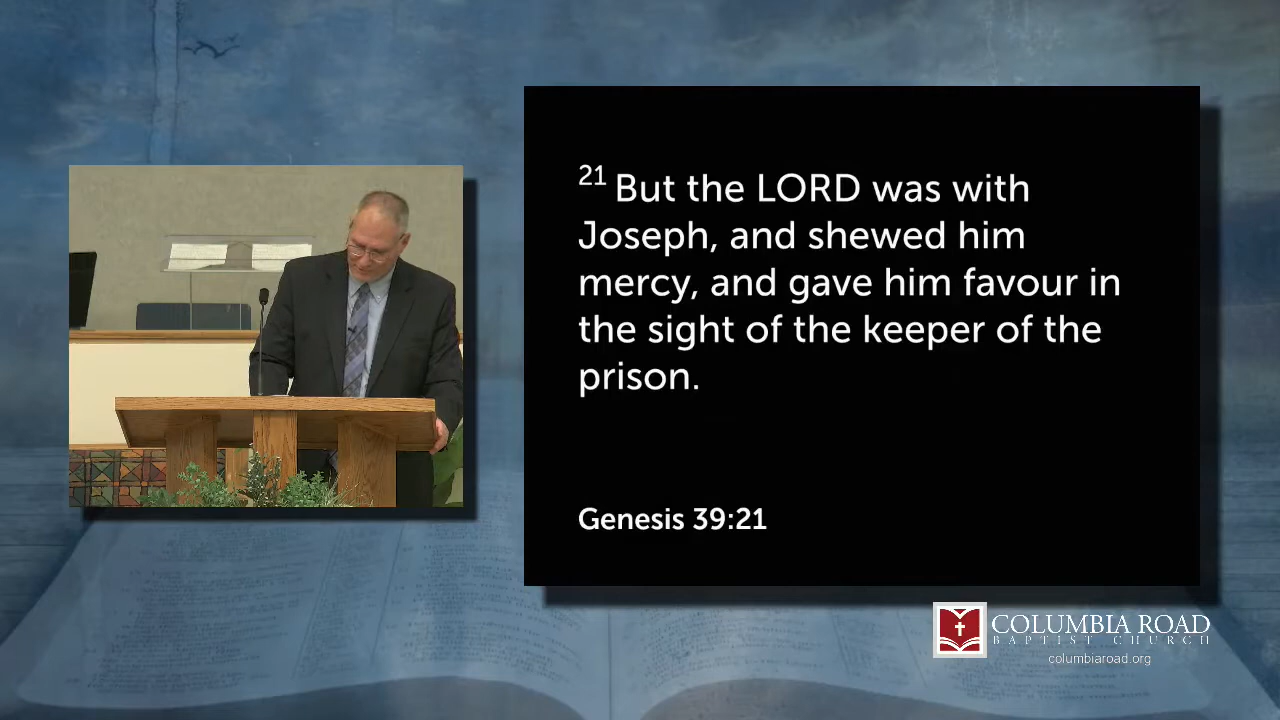 21 But the LORD was with
Joseph, and shewed him
mercy, and gave him favour in
the sight of the keeper of the
prison.
Genesis 39:21
COLUMBIA ROAD
BAPTIST CHURCH
columbiaroad.org